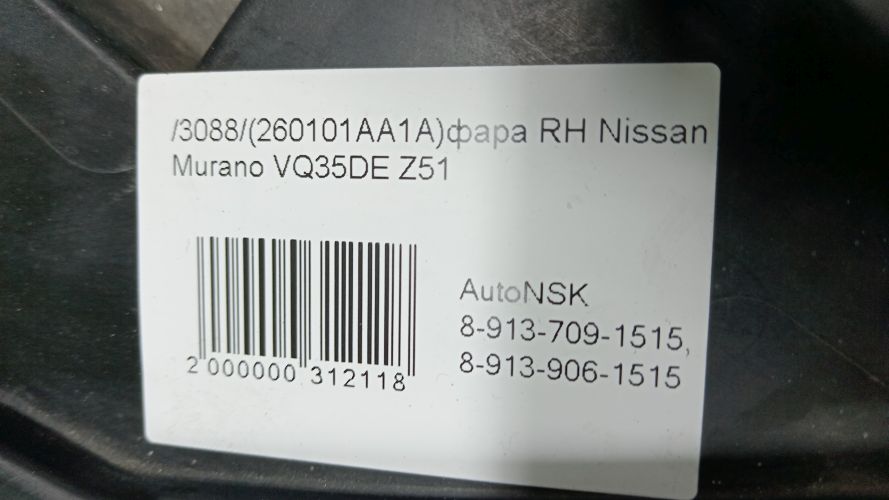 /3088/(260101AA1A)фара RH Nissan
Murano VQ35DE Z51
AutoNSK
8-913-709-1515,
8-913-906-1515
2 000000 312118